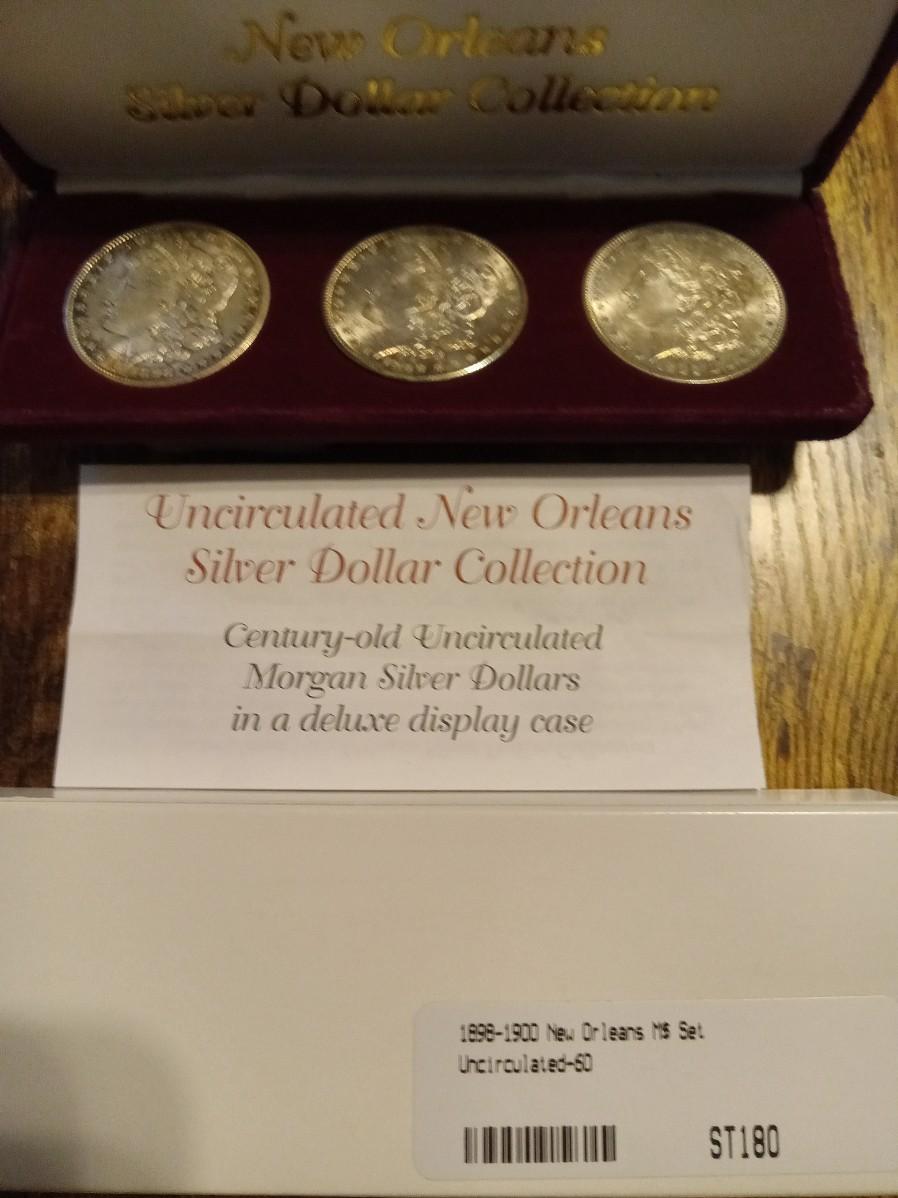 New Orleans
Silver Dollar Collection
Uncirculated New Orleans
Silver Dollar Collection
Century-old Uncirculated
Morgan Silver Dollars
in a deluxe display case
1898-1900 New Orleans M$ Set
Uncirculated-60
ST180